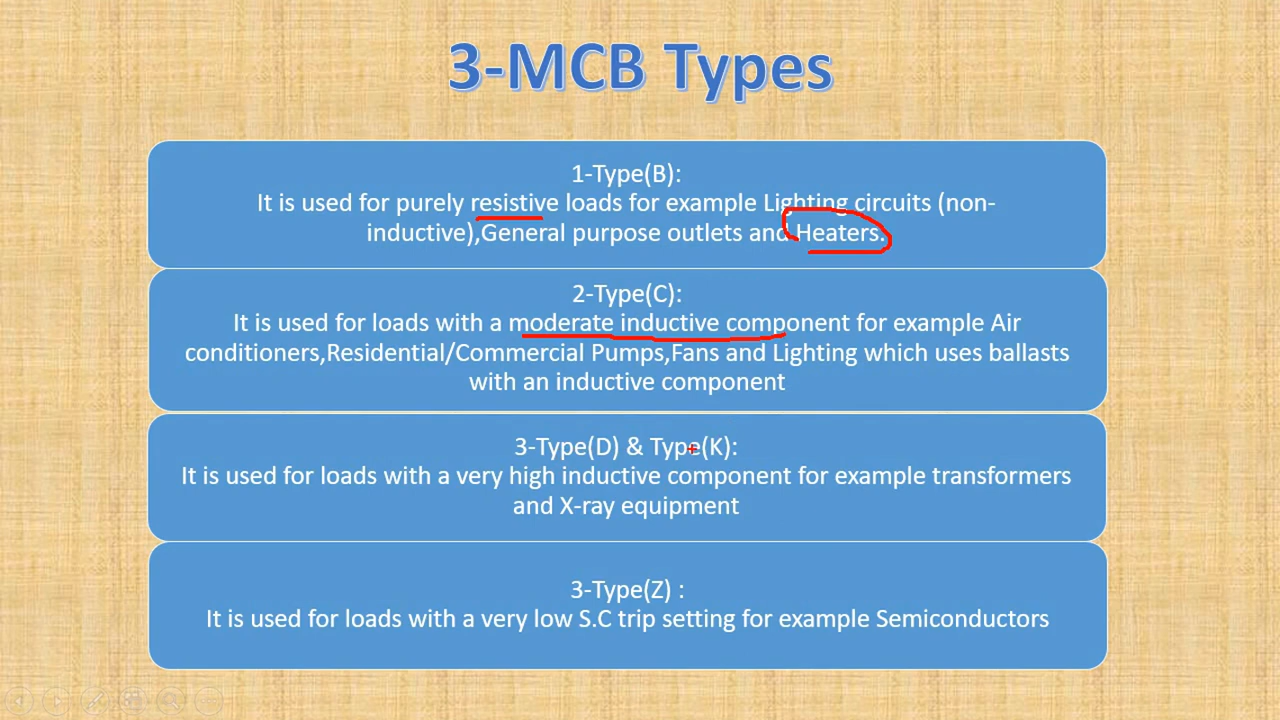 3-MCB Types
1-Type(B):
It is used for purely resistive loads for example Lighting circuits (non-
inductive),General purpose outlets and Heaters.
2-Type(C):
It is used for loads with a moderate inductive component for example Air
conditioners,Residential/Commercial Pumps,Fans and Lighting which uses ballasts
with an inductive component
3-Type(D) & Type(K):
It is used for loads with a very high inductive component for example transformers
and X-ray equipment
3-Type(Z) :
It is used for loads with a very low S.C trip setting for example Semiconductors